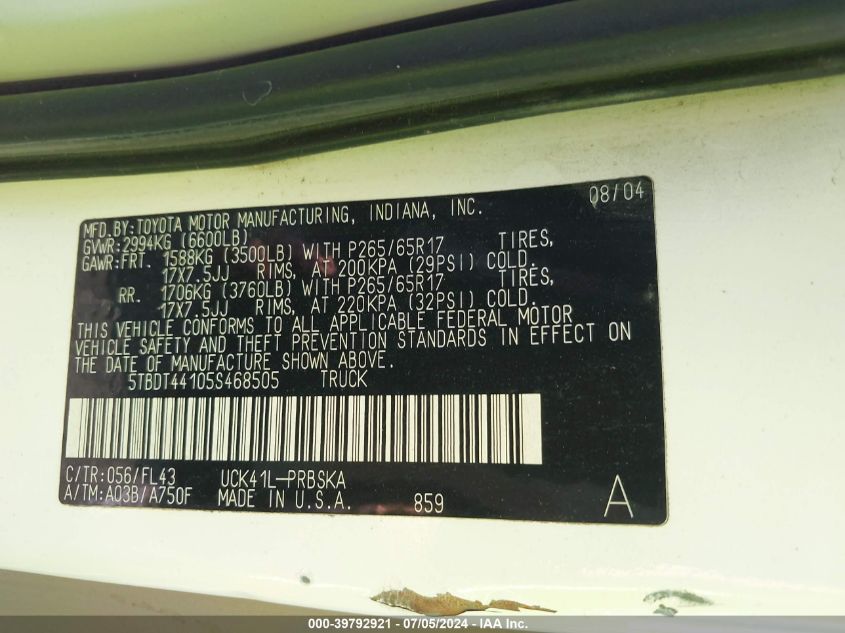 08/04
MFD.BY:TOYOTA MOTOR MANUFACTURING, INDIANA, INC.
GVWR:2994KG (6600LB)
GAWR:FRT. 1588KG (3500LB) WITH P265/65R17 TIRES,
17X7.5JJ RIMS, AT 200KPA (29PSI) COLD.
RR. 1706KG (3760LB) WITH P265/65R17 TIRES,
17X7.5JJ RIMS, AT 220KPA (32PSI) COLD.
THIS VEHICLE CONFORMS TO ALL APPLICABLE FEDERAL MOTOR
VEHICLE SAFETY AND THEFT PREVENTION STANDARDS IN EFFECT ON
THE DATE OF MANUFACTURE SHOWN ABOVE.
5TBDT44105S468505 TRUCK
C/TR:056/FL43 UCK41L-PRBSKA
A/TM:A03B/A750F MADE IN U.S.A. 859 A
000-39792921 - 07/05/2024 - IAA Inc.